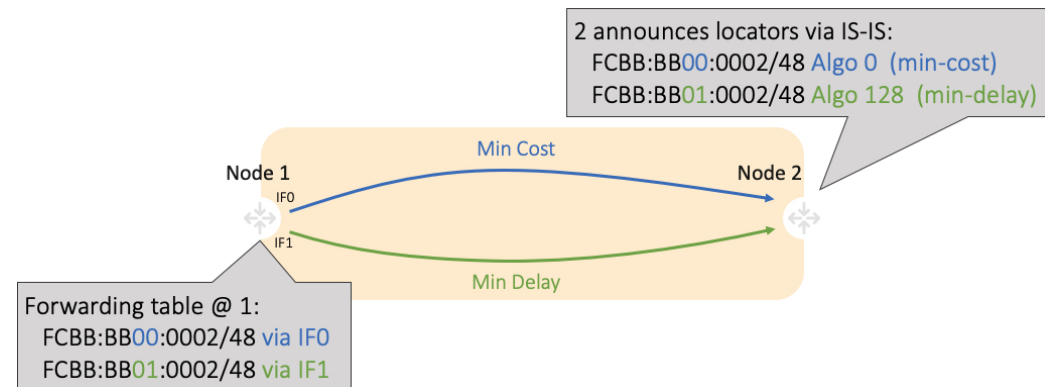 2 announces locators via IS-IS:
FCBB:BB00:0002/48 Algo 0 (min-cost)
FCBB:BB01:0002/48 Algo 128 (min-delay)
Min Cost
Node 1
Node 2
IF0
IF1
Min Delay
Forwarding table @ 1:
FCBB:BB00:0002/48 via IF0
FCBB:BB01:0002/48 via IF1